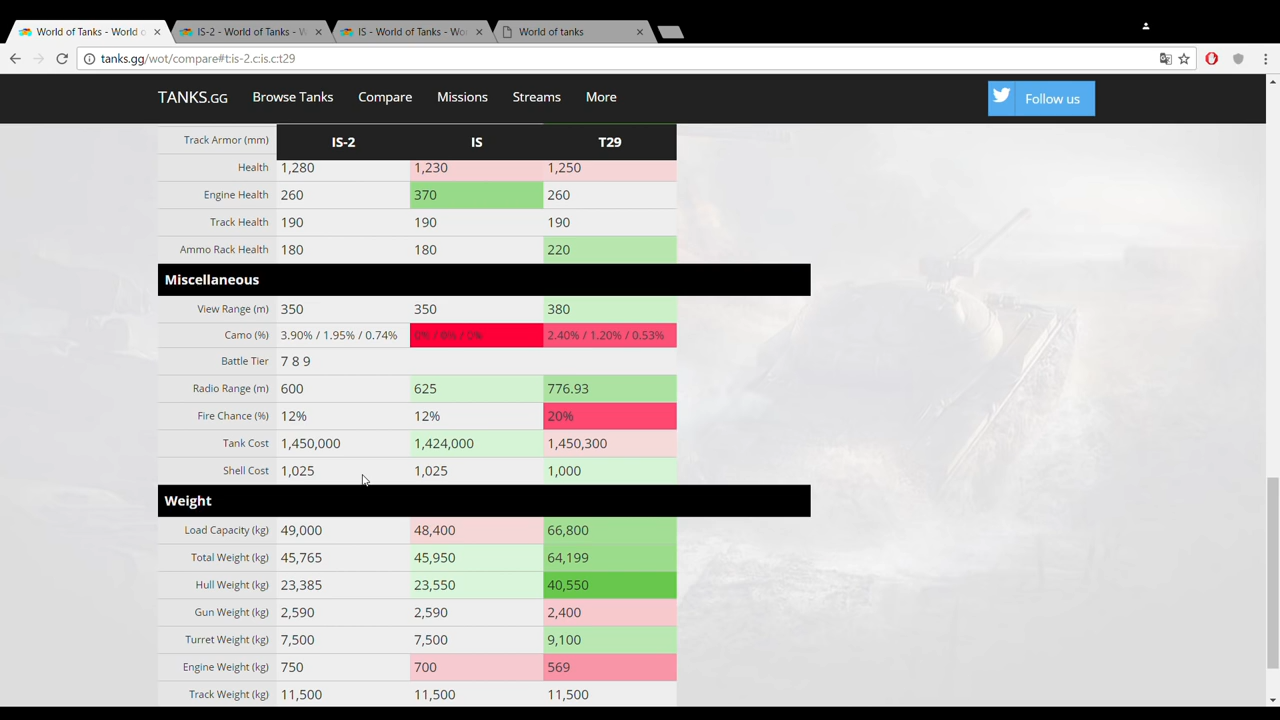 World of Tanks - World o
IS-2 - World of Tanks - W
IS - World of Tanks - Wo
World of tanks
tanks.gg/wot/compare#t:is-2.c:is.c:t29
TANKS.GG Browse Tanks Compare Missions Streams More Follow us
Track Armor (mm) IS-2 IS T29
Health 1,280 1,230 1,250
Engine Health 260 370 260
Track Health 190 190 190
Ammo Rack Health 180 180 220
Miscellaneous
View Range (m) 350 350 380
Camo (%) 3.90% / 1.95% / 0.74% 0% / 0% / 0% 2.40% / 1.20% / 0.53%
Battle Tier 7 8 9
Radio Range (m) 600 625 776.93
Fire Chance (%) 12% 12% 20%
Tank Cost 1,450,000 1,424,000 1,450,300
Shell Cost 1,025 1,025 1,000
Weight
Load Capacity (kg) 49,000 48,400 66,800
Total Weight (kg) 45,765 45,950 64,199
Hull Weight (kg) 23,385 23,550 40,550
Gun Weight (kg) 2,590 2,590 2,400
Turret Weight (kg) 7,500 7,500 9,100
Engine Weight (kg) 750 700 569
Track Weight (kg) 11,500 11,500 11,500